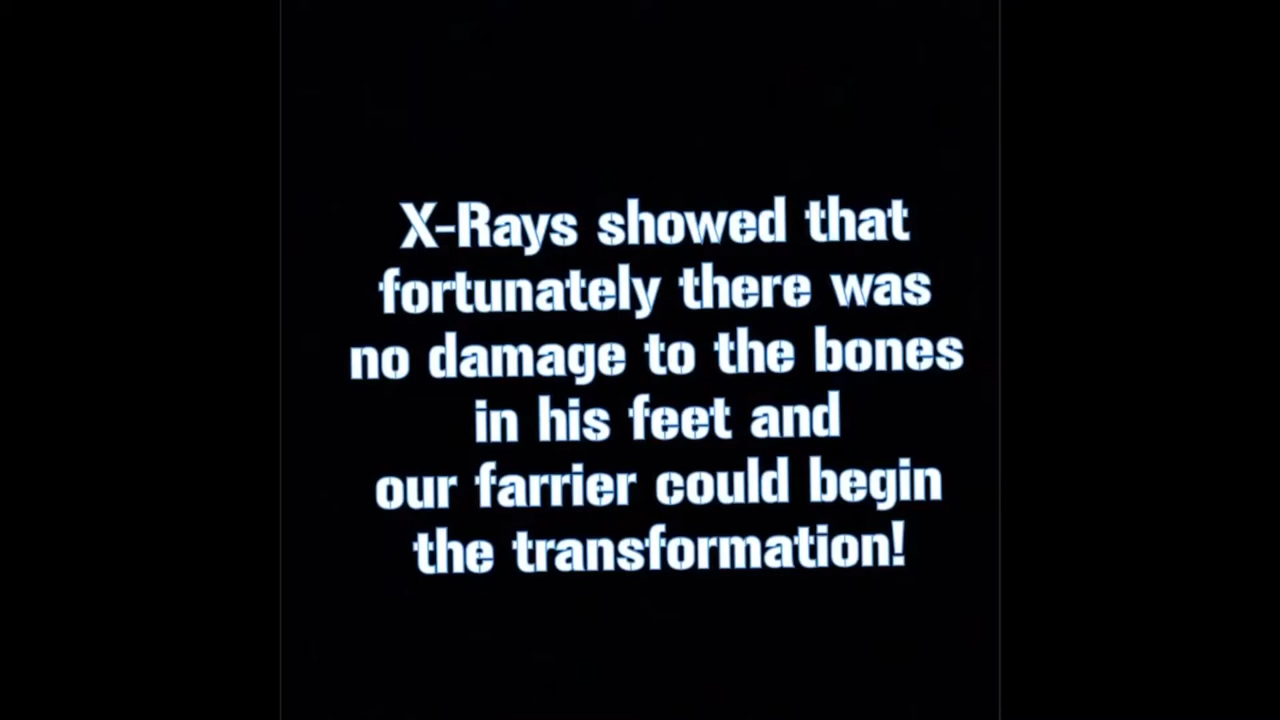 X-Rays showed that
fortunately there was
no damage to the bones
in his feet and
our farrier could begin
the transformation!